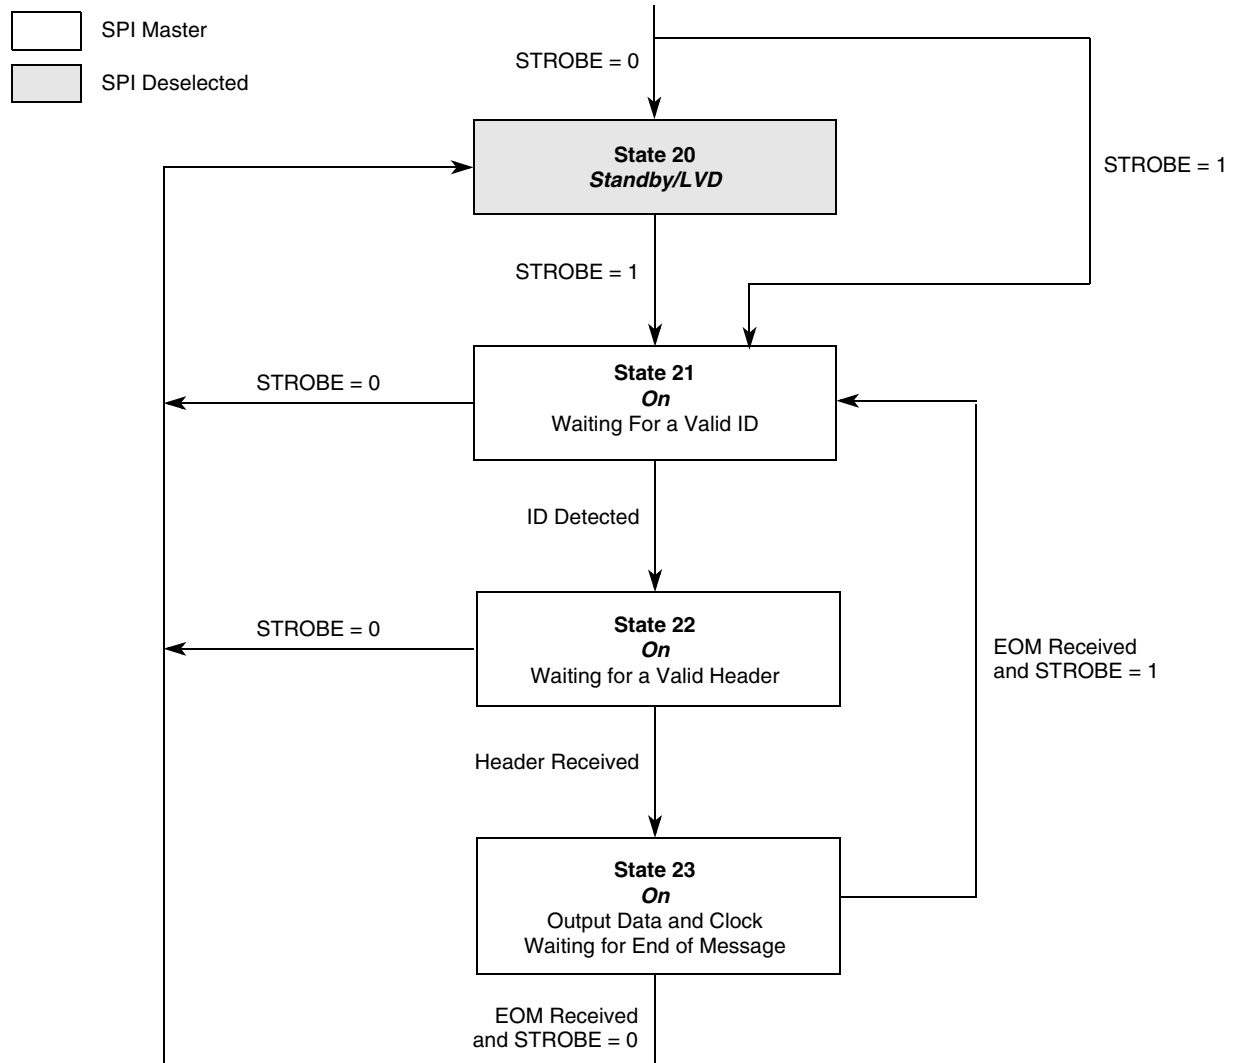 SPI Master
SPI Deselected
STROBE = 0
State 20
Standby/LVD
STROBE = 1
STROBE = 1
State 21
On
Waiting For a Valid ID
STROBE = 0
ID Detected
State 22
On
Waiting for a Valid Header
STROBE = 0
EOM Received
and STROBE = 1
Header Received
State 23
On
Output Data and Clock
Waiting for End of Message
EOM Received
and STROBE = 0